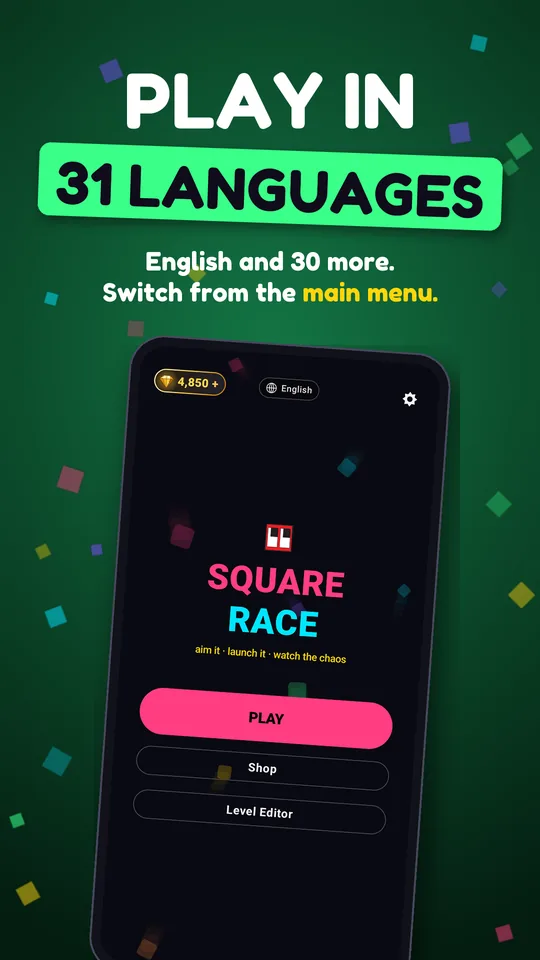 PLAY IN
31 LANGUAGES
English and 30 more.
Switch from the main menu.
4,850 +
English
SQUARE
RACE
aim it · launch it · watch the chaos
PLAY
Shop
Level Editor